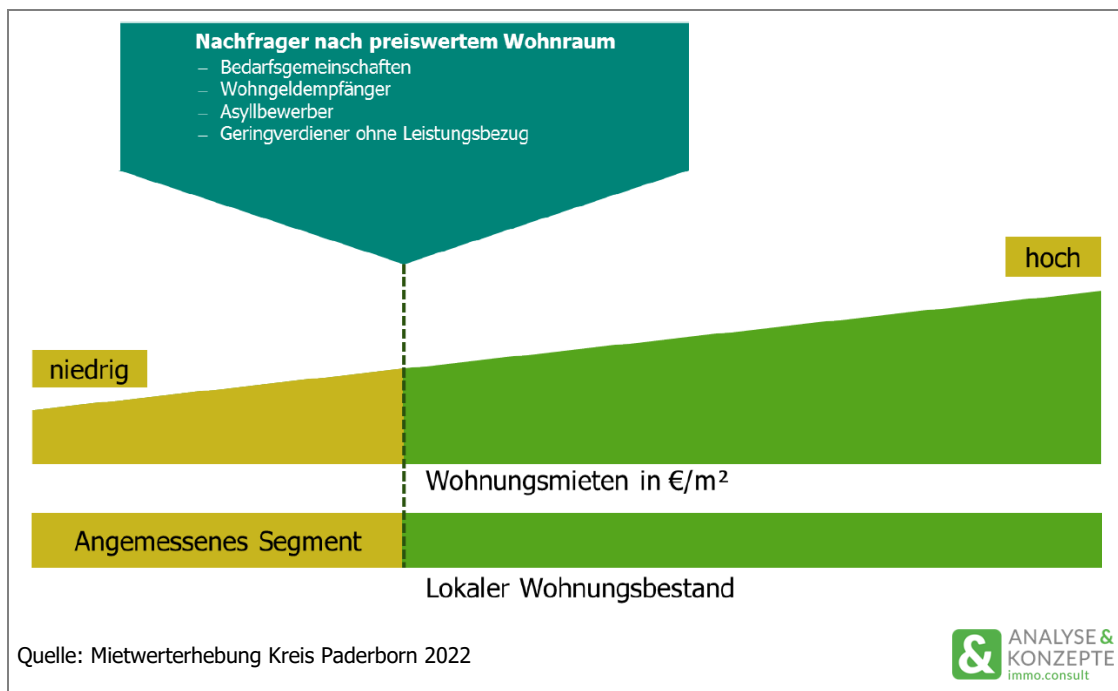 Nachfrager nach preiswertem Wohnraum
– Bedarfsgemeinschaften
– Wohngeldempfänger
– Asyllbewerber
– Geringverdiener ohne Leistungsbezug
hoch
niedrig
Wohnungsmieten in €/m²
Angemessenes Segment
Lokaler Wohnungsbestand
Quelle: Mietwerterhebung Kreis Paderborn 2022
& ANALYSE &
KONZEPTE
immo.consult